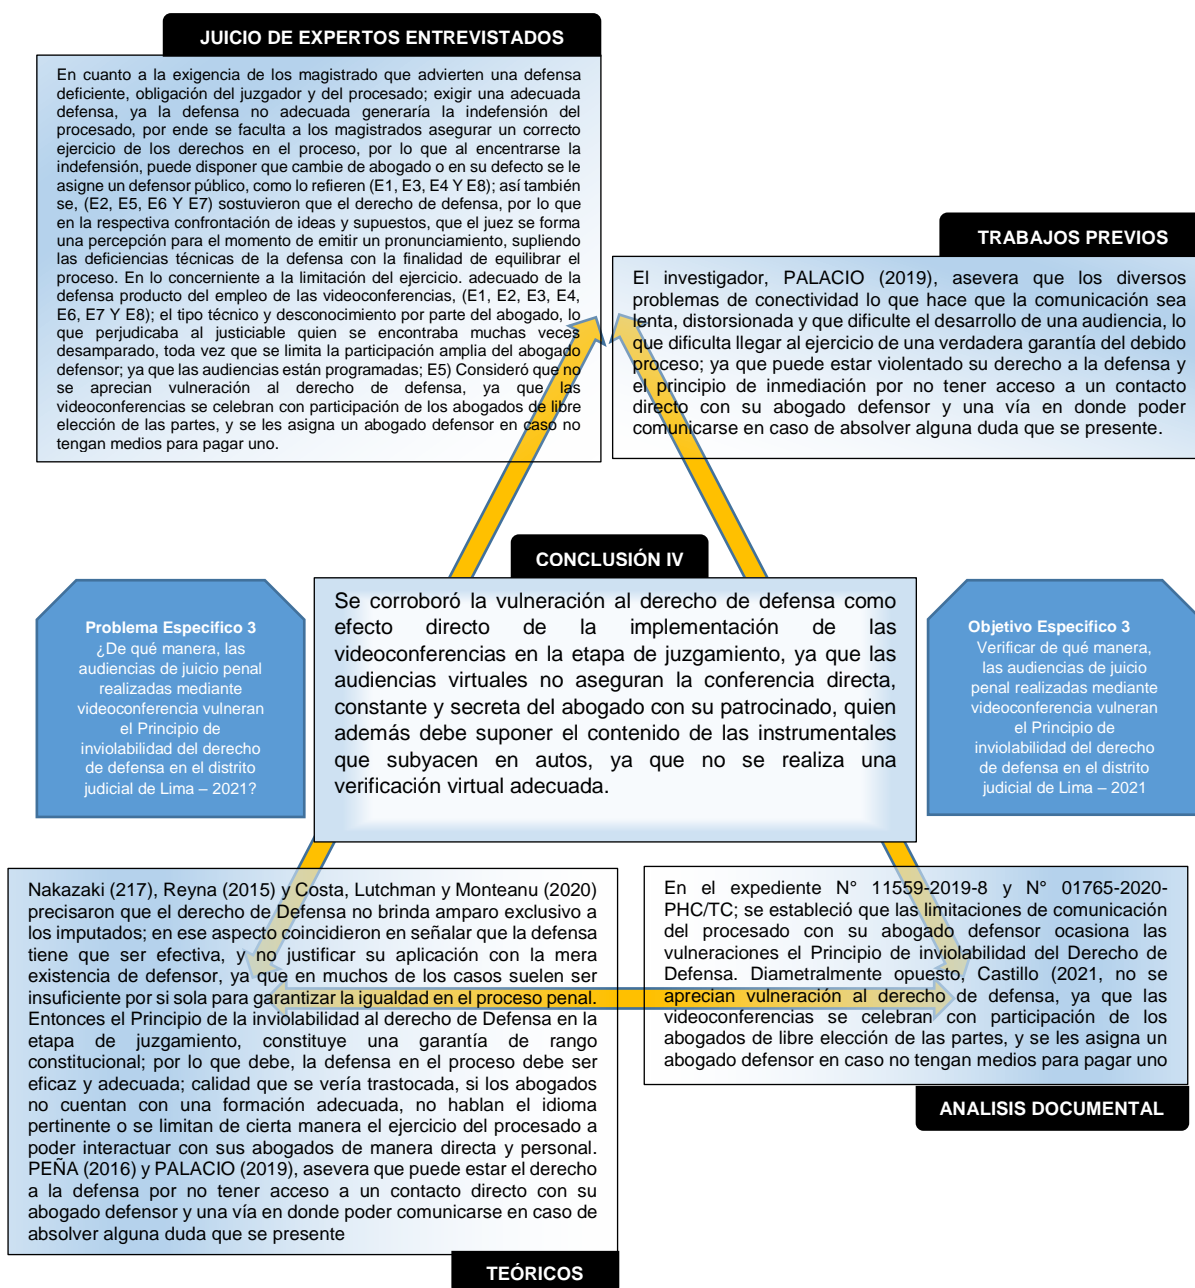 JUICIO DE EXPERTOS ENTREVISTADOS
En cuanto a la exigencia de los magistrado que advierten una defensa
deficiente, obligación del juzgador y del procesado; exigir una adecuada
defensa, ya la defensa no adecuada generaría la indefensión del
procesado, por ende se faculta a los magistrados asegurar un correcto
ejercicio de los derechos en el proceso, por lo que al encentrarse la
indefensión, puede disponer que cambie de abogado o en su defecto se le
asigne un defensor público, como lo refieren (E1, E3, E4 Y E8); así también
se, (E2, E5, E6 Y E7) sostuvieron que el derecho de defensa, por lo que
en la respectiva confrontación de ideas y supuestos, que el juez se forma
una percepción para el momento de emitir un pronunciamiento, supliendo
las deficiencias técnicas de la defensa con la finalidad de equilibrar el
proceso. En lo concerniente a la limitación del ejercicio. adecuado de la
defensa producto del empleo de las videoconferencias, (E1, E2, E3, E4,
E6, E7 Y E8); el tipo técnico y desconocimiento por parte del abogado, lo
que perjudicaba al justiciable quien se encontraba muchas veces
desamparado, toda vez que se limita la participación amplia del abogado
defensor; ya que las audiencias están programadas; E5) Consideró que no
se aprecian vulneración al derecho de defensa, ya que las
videoconferencias se celebran con participación de los abogados de libre
elección de las partes, y se les asigna un abogado defensor en caso no
tengan medios para pagar uno.
TRABAJOS PREVIOS
El investigador, PALACIO (2019), asevera que los diversos
problemas de conectividad lo que hace que la comunicación sea
lenta, distorsionada y que dificulte el desarrollo de una audiencia, lo
que dificulta llegar al ejercicio de una verdadera garantía del debido
proceso; ya que puede estar violentado su derecho a la defensa y
el principio de inmediación por no tener acceso a un contacto
directo con su abogado defensor y una vía en donde poder
comunicarse en caso de absolver alguna duda que se presente.
CONCLUSIÓN IV
Se corroboró la vulneración al derecho de defensa como
efecto directo de la implementación de las
videoconferencias en la etapa de juzgamiento, ya que las
audiencias virtuales no aseguran la conferencia directa,
constante y secreta del abogado con su patrocinado, quien
además debe suponer el contenido de las instrumentales
que subyacen en autos, ya que no se realiza una
verificación virtual adecuada.
Problema Especifico 3
¿De qué manera, las
audiencias de juicio penal
realizadas mediante
videoconferencia vulneran
el Principio de
inviolabilidad del derecho
de defensa en el distrito
judicial de Lima – 2021?
Objetivo Especifico 3
Verificar de qué manera,
las audiencias de juicio
penal realizadas mediante
videoconferencia vulneran
el Principio de
inviolabilidad del derecho
de defensa en el distrito
judicial de Lima – 2021
Nakazaki (217), Reyna (2015) y Costa, Lutchman y Monteanu (2020)
precisaron que el derecho de Defensa no brinda amparo exclusivo a
los imputados; en ese aspecto coincidieron en señalar que la defensa
tiene que ser efectiva, y no justificar su aplicación con la mera
existencia de defensor, ya que en muchos de los casos suelen ser
insuficiente por si sola para garantizar la igualdad en el proceso penal.
Entonces el Principio de la inviolabilidad al derecho de Defensa en la
etapa de juzgamiento, constituye una garantía de rango
constitucional; por lo que debe, la defensa en el proceso debe ser
eficaz y adecuada; calidad que se vería trastocada, si los abogados
no cuentan con una formación adecuada, no hablan el idioma
pertinente o se limitan de cierta manera el ejercicio del procesado a
poder interactuar con sus abogados de manera directa y personal.
PEÑA (2016) y PALACIO (2019), asevera que puede estar el derecho
a la defensa por no tener acceso a un contacto directo con su
abogado defensor y una vía en donde poder comunicarse en caso de
absolver alguna duda que se presente
TEÓRICOS
En el expediente N° 11559-2019-8 y N° 01765-2020-
PHC/TC; se estableció que las limitaciones de comunicación
del procesado con su abogado defensor ocasiona las
vulneraciones el Principio de inviolabilidad del Derecho de
Defensa. Diametralmente opuesto, Castillo (2021, no se
aprecian vulneración al derecho de defensa, ya que las
videoconferencias se celebran con participación de los
abogados de libre elección de las partes, y se les asigna un
abogado defensor en caso no tengan medios para pagar uno
ANALISIS DOCUMENTAL